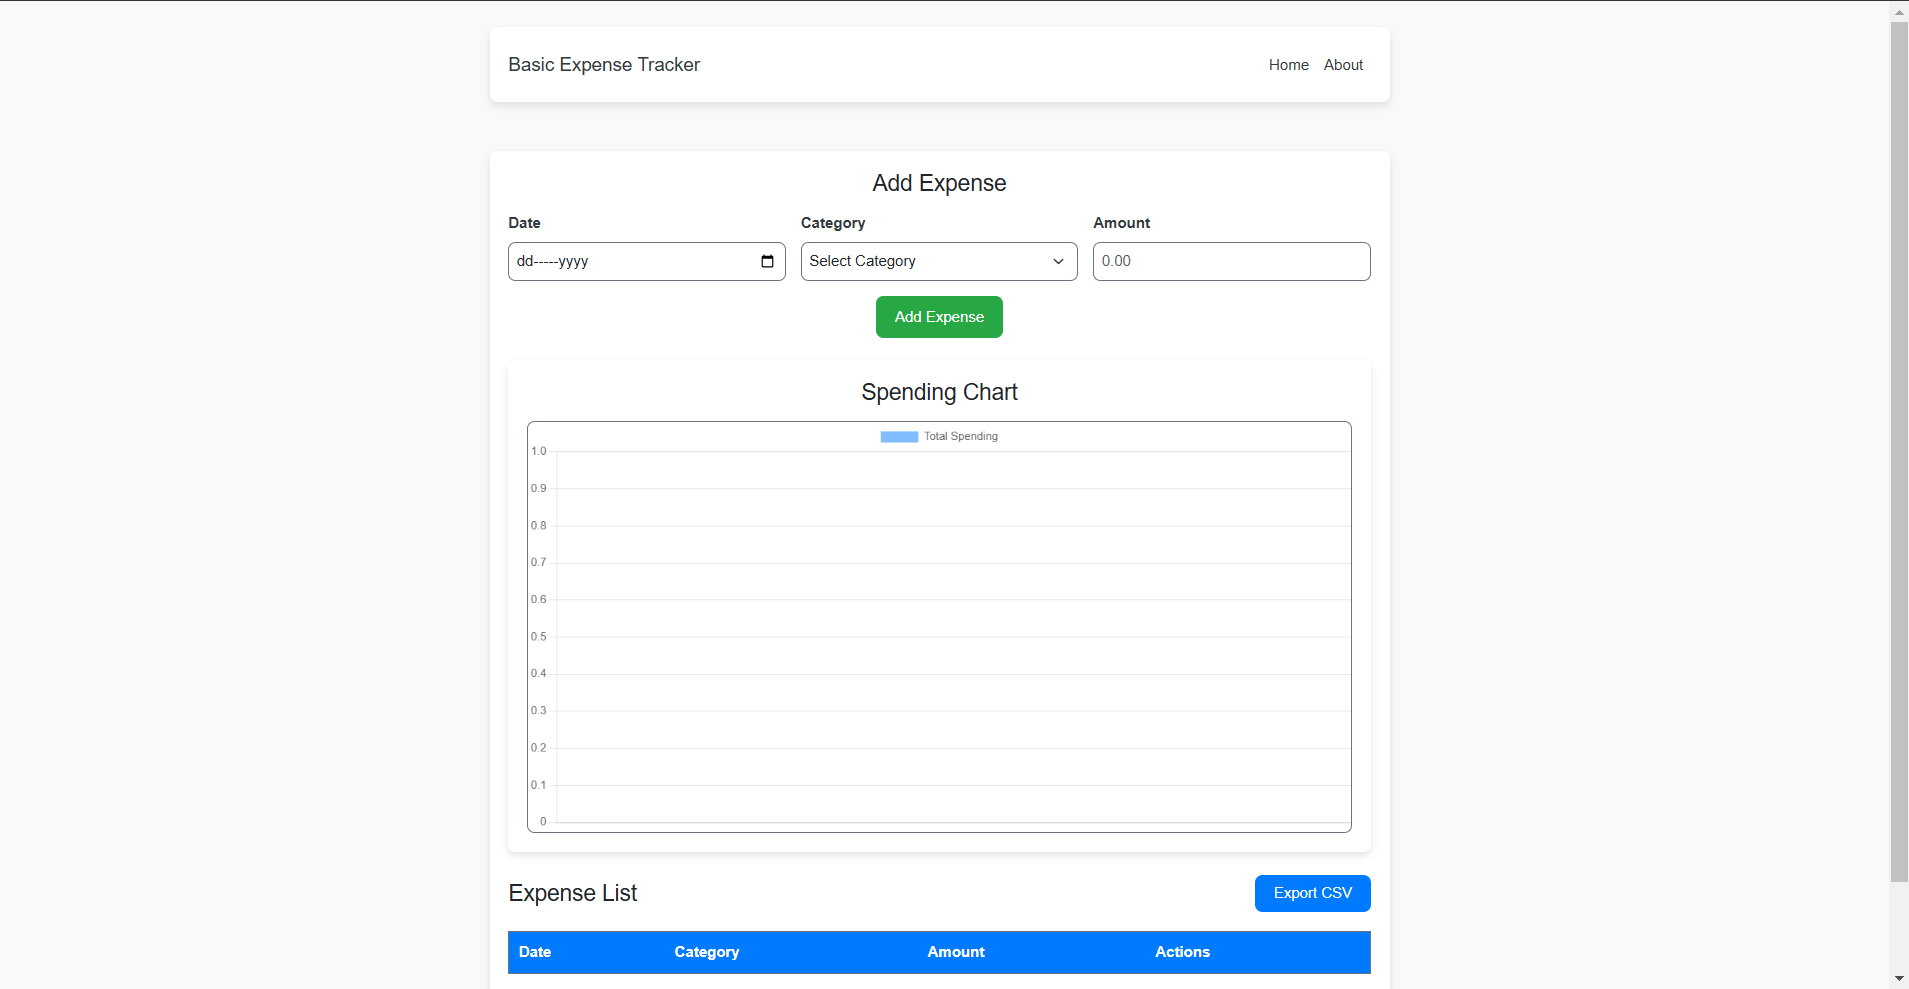 Basic Expense Tracker
Home About
Add Expense
Date Category Amount
dd-----yyyy Select Category 0.00
Add Expense
Spending Chart
Total Spending
1.0
0.9
0.8
0.7
0.6
0.5
0.4
0.3
0.2
0.1
0
Expense List Export CSV
Date Category Amount Actions